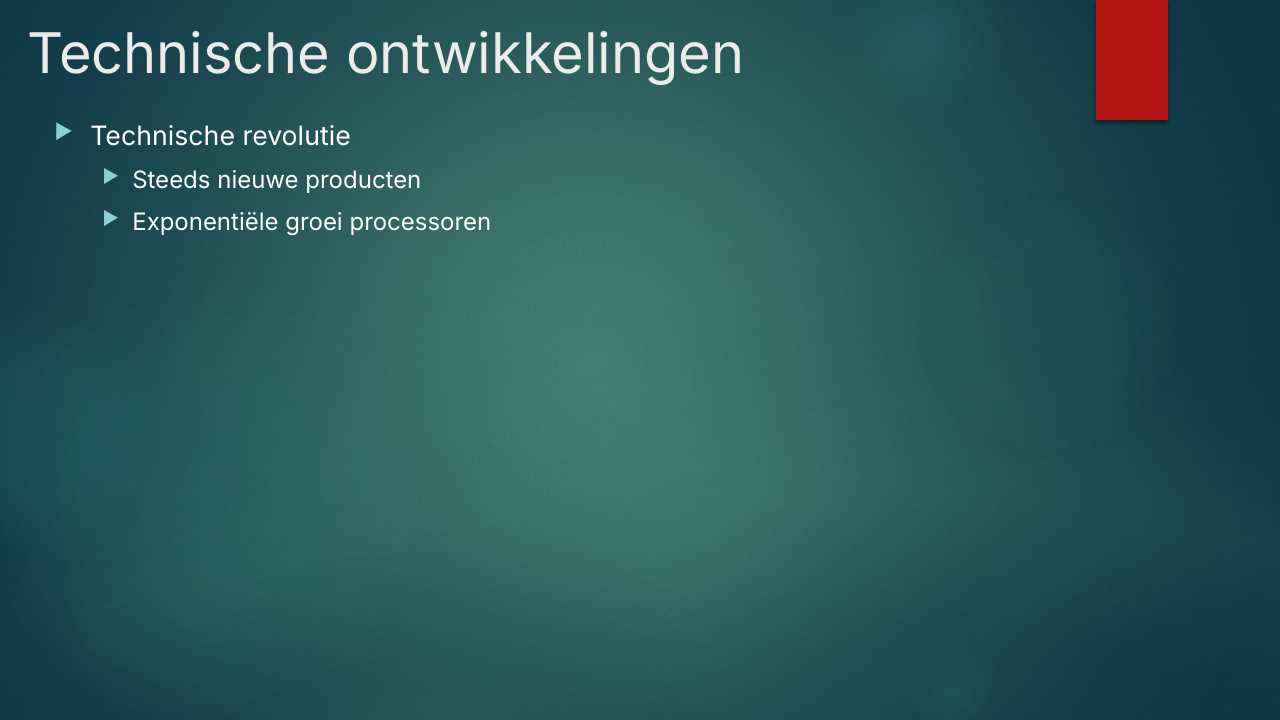 Technische ontwikkelingen
Technische revolutie
Steeds nieuwe producten
Exponentiële groei processoren